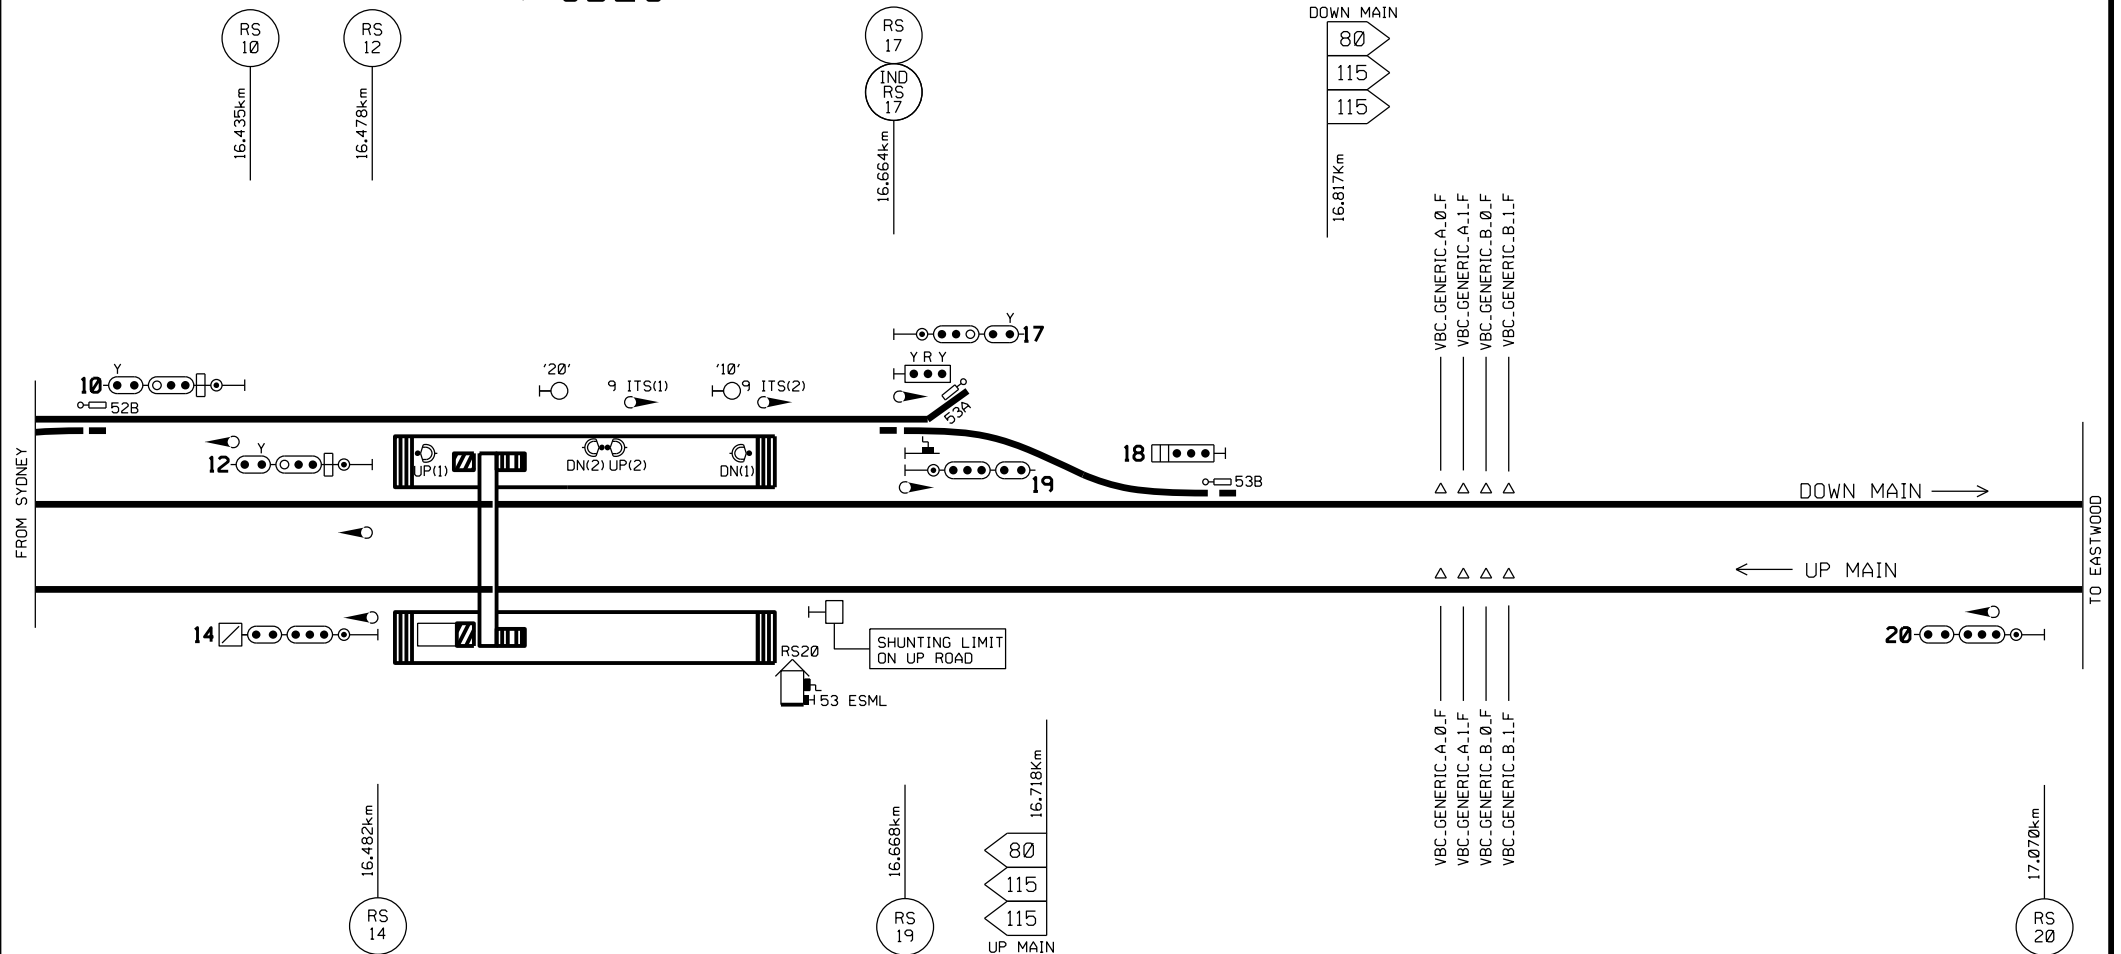 RS
10
16.435km
RS
12
16.478km
RS
17
IND
RS
17
16.664km
DOWN MAIN
80
115
115
16.817Km
VBC_GENERIC_A_0_F
VBC_GENERIC_A_1_F
VBC_GENERIC_B_0_F
VBC_GENERIC_B_1_F
Y
17
Y
10
52B
'20'
9 ITS(1)
'10'
9 ITS(2)
Y R Y
53A
Y
12
UP(1)
DN(2) UP(2)
DN(1)
19
18
53B
FROM SYDNEY
DOWN MAIN
UP MAIN
TO EASTWOOD
14
RS20
53 ESML
SHUNTING LIMIT
ON UP ROAD
20
VBC_GENERIC_A_0_F
VBC_GENERIC_A_1_F
VBC_GENERIC_B_0_F
VBC_GENERIC_B_1_F
16.482km
RS
14
16.668km
RS
19
16.718Km
80
115
115
UP MAIN
17.070km
RS
20